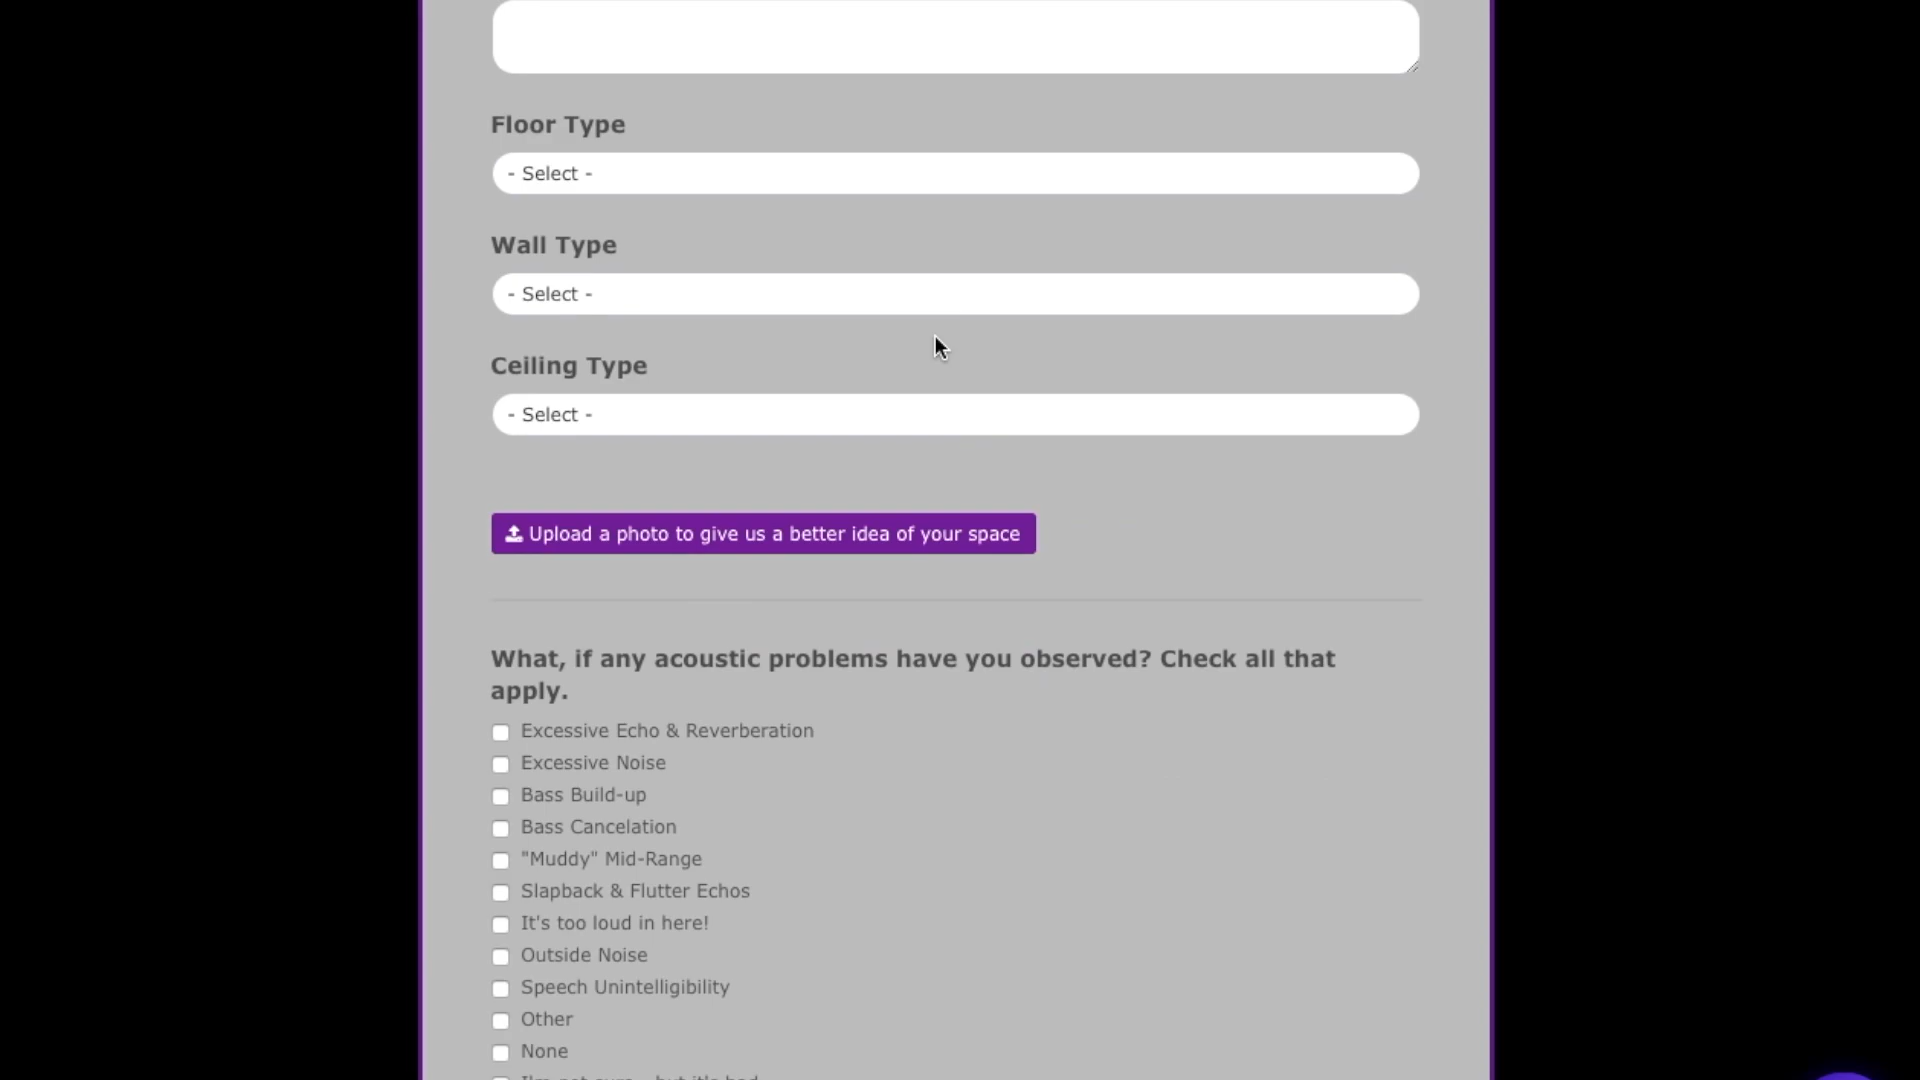 Floor Type
- Select -
Wall Type
- Select -
Ceiling Type
- Select -
Upload a photo to give us a better idea of your space
What, if any acoustic problems have you observed? Check all that
apply.
Excessive Echo & Reverberation
Excessive Noise
Bass Build-up
Bass Cancelation
"Muddy" Mid-Range
Slapback & Flutter Echos
It's too loud in here!
Outside Noise
Speech Unintelligibility
Other
None